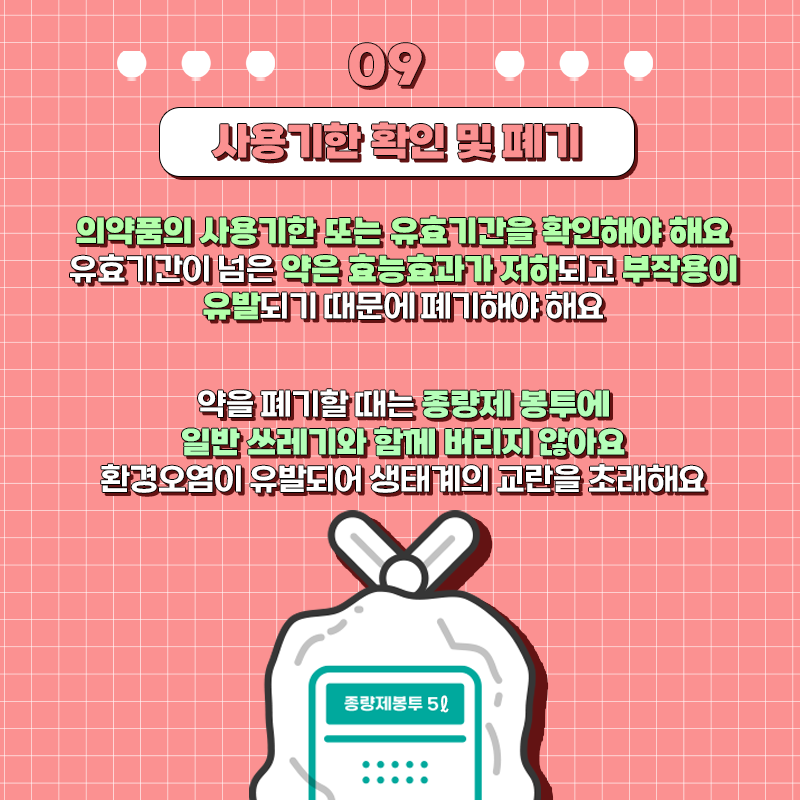 09
사용기한 확인 및 폐기
의약품의 사용기한 또는 유효기간을 확인해야 해요
유효기간이 넘은 약은 효능효과가 저하되고 부작용이
유발되기 때문에 폐기해야 해요
약을 폐기할 때는 종량제 봉투에
일반 쓰레기와 함께 버리지 않아요
환경오염이 유발되어 생태계의 교란을 초래해요
종량제봉투 5ℓ